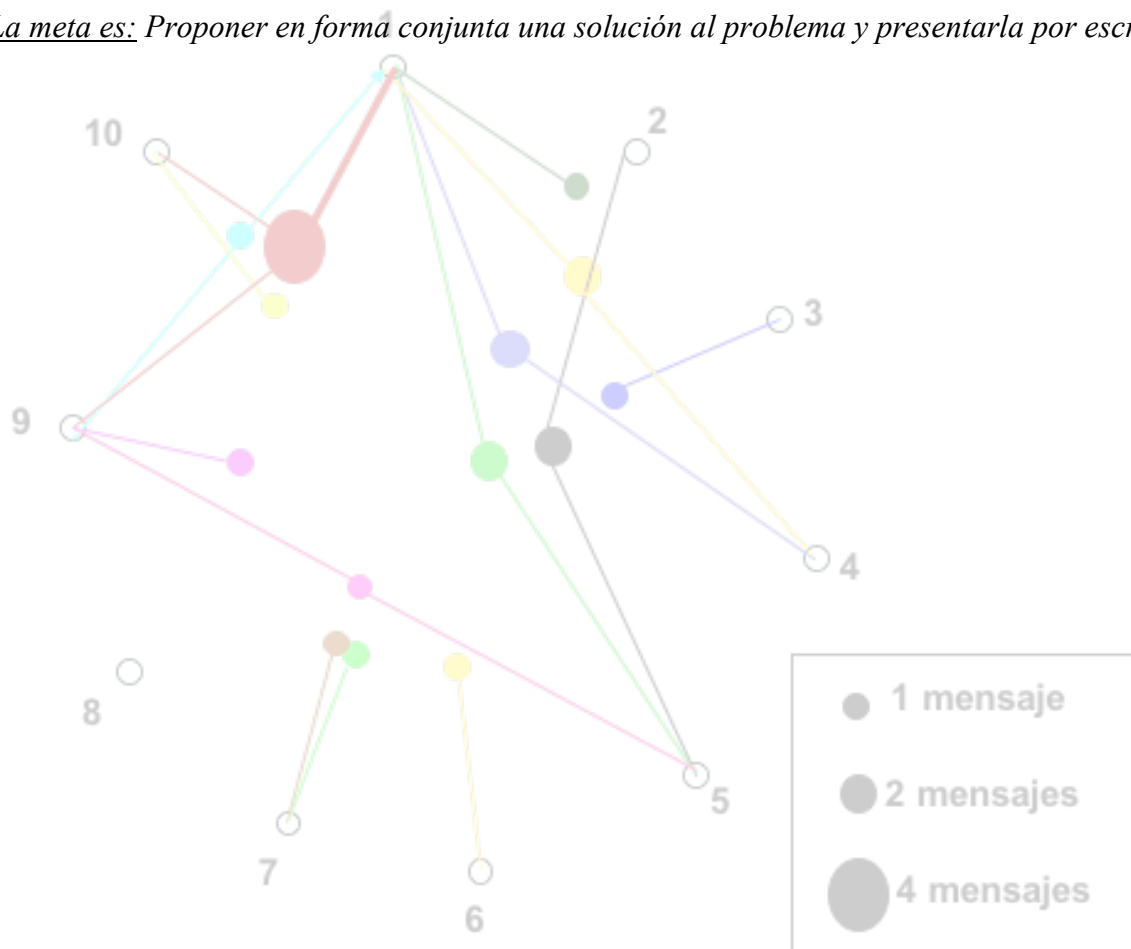 La meta es: Proponer en forma conjunta una solución al problema y presentarla por escr
1
10
2
3
9
4
1 mensaje
8
2 mensajes
5
7
4 mensajes
6